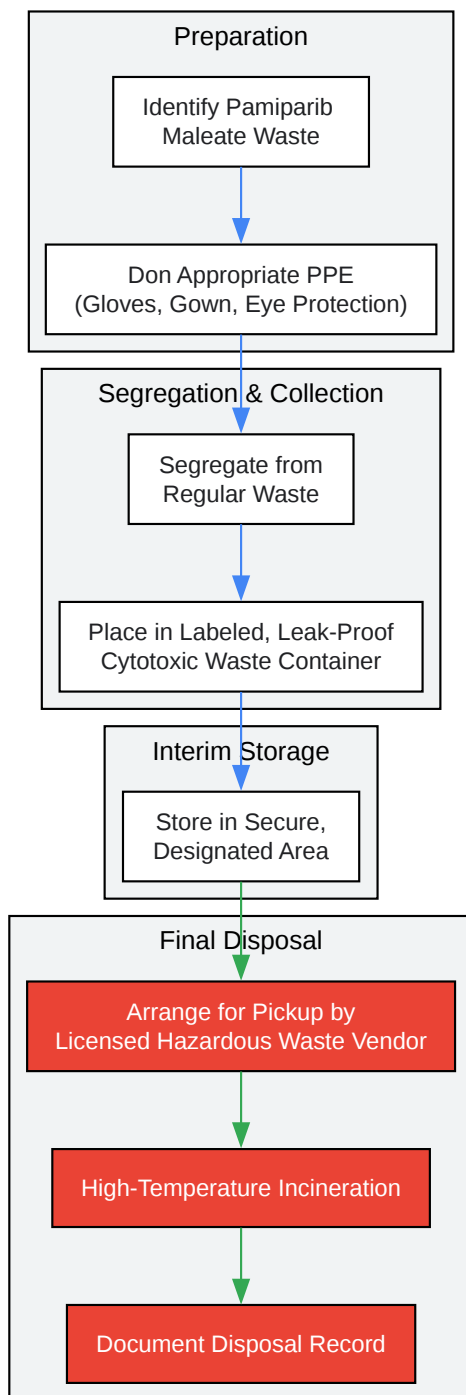 Preparation
Identify Pamiparib
Maleate Waste
Don Appropriate PPE
(Gloves, Gown, Eye Protection)
Segregation & Collection
Segregate from
Regular Waste
Place in Labeled, Leak-Proof
Cytotoxic Waste Container
Interim Storage
Store in Secure,
Designated Area
Final Disposal
Arrange for Pickup by
Licensed Hazardous Waste Vendor
High-Temperature Incineration
Document Disposal Record